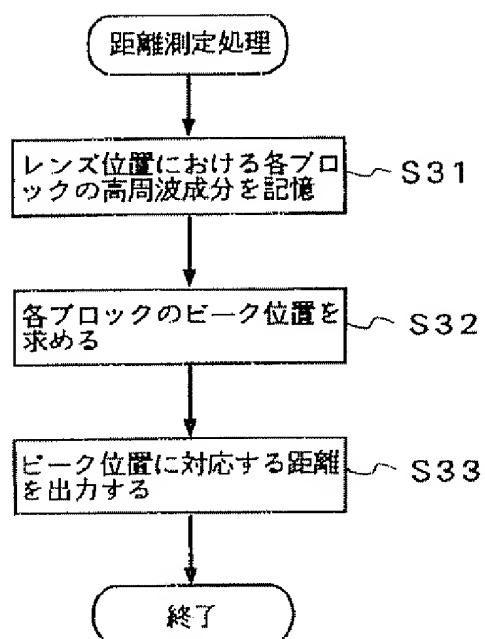 距離測定処理
レンズ位置における各ブロ
ックの高周波成分を記憶
S31
各ブロックのピーク位置を
求める
S32
ピーク位置に対応する距離
を出力する
S33
終了